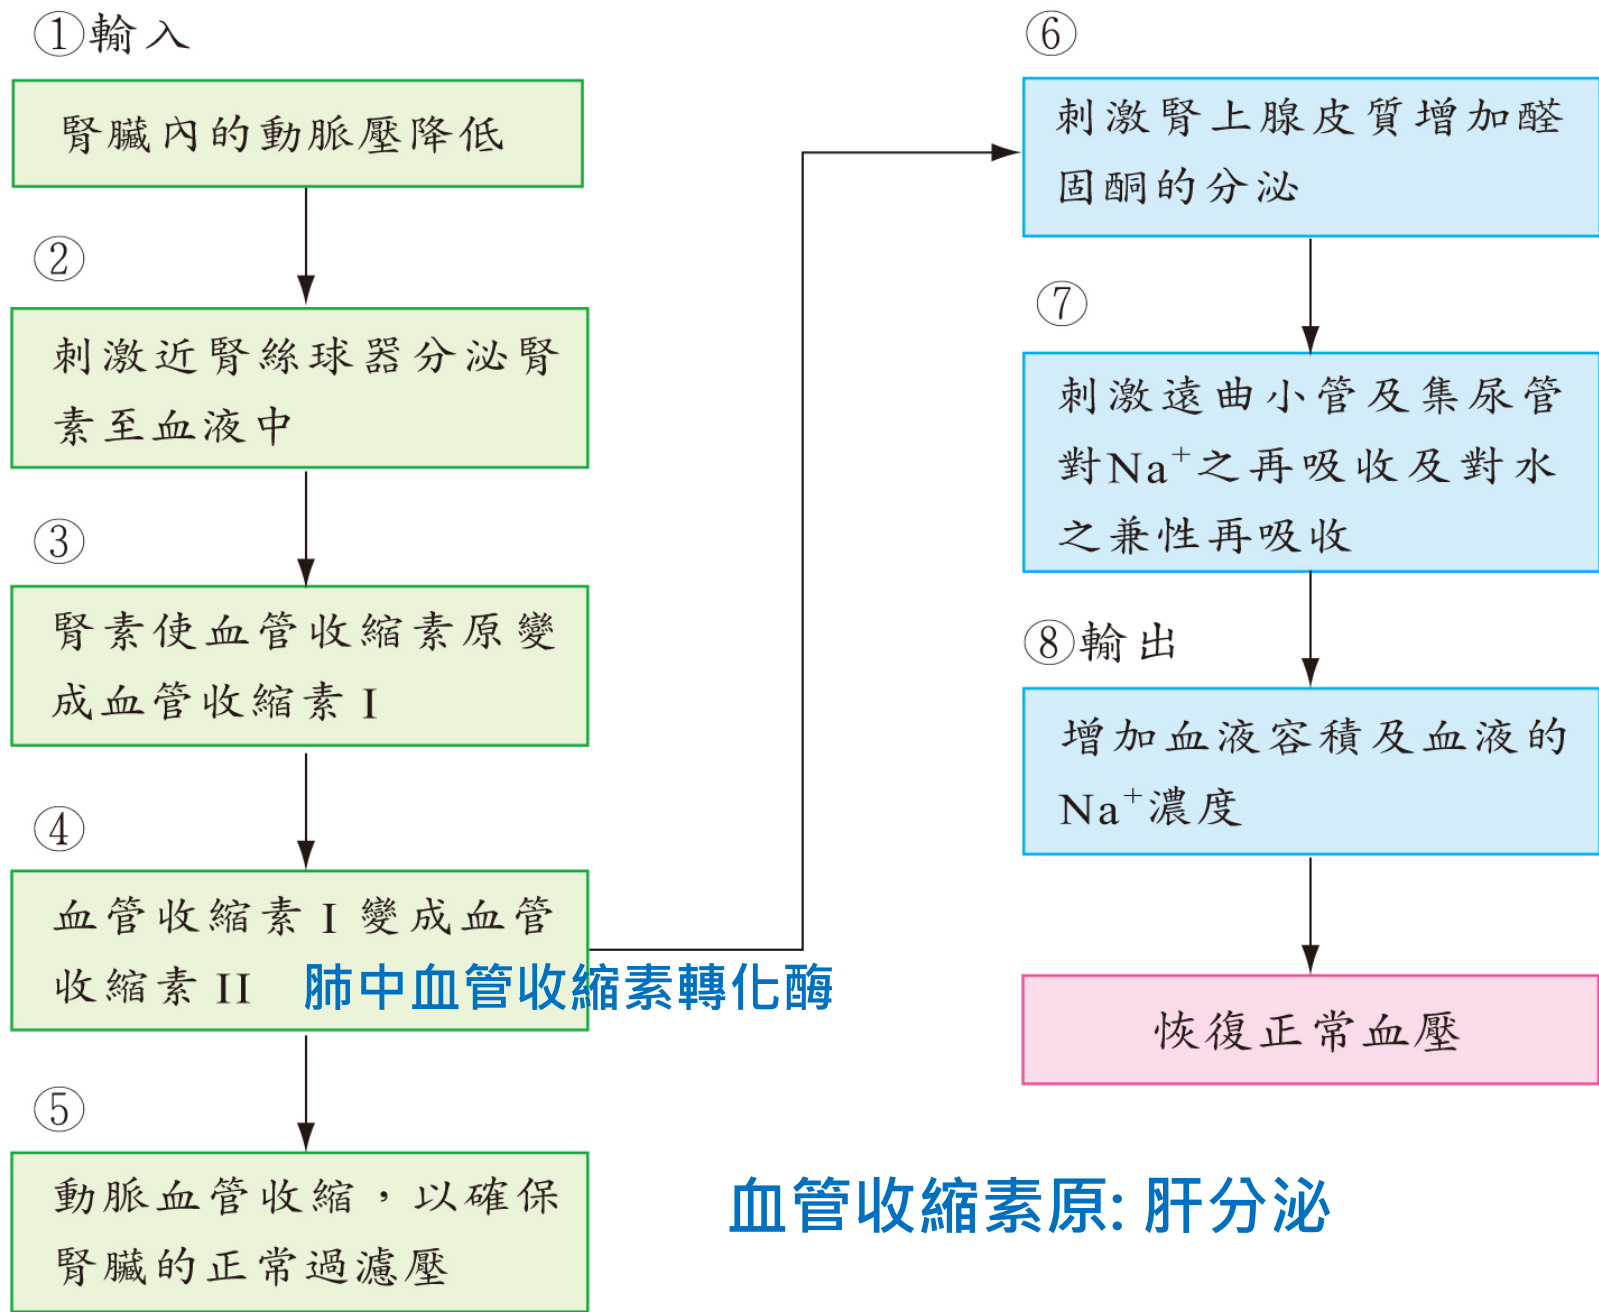 ①輸入
腎臟內的動脈壓降低
②
刺激近腎絲球器分泌腎
素至血液中
③
腎素使血管收縮素原變
成血管收縮素 I
④
血管收縮素 I 變成血管
收縮素 II
肺中血管收縮素轉化酶
⑤
動脈血管收縮，以確保
腎臟的正常過濾壓
⑥
刺激腎上腺皮質增加醛
固酮的分泌
⑦
刺激遠曲小管及集尿管
對Na⁺之再吸收及對水
之兼性再吸收
⑧輸出
增加血液容積及血液的
Na⁺濃度
恢復正常血壓
血管收縮素原: 肝分泌